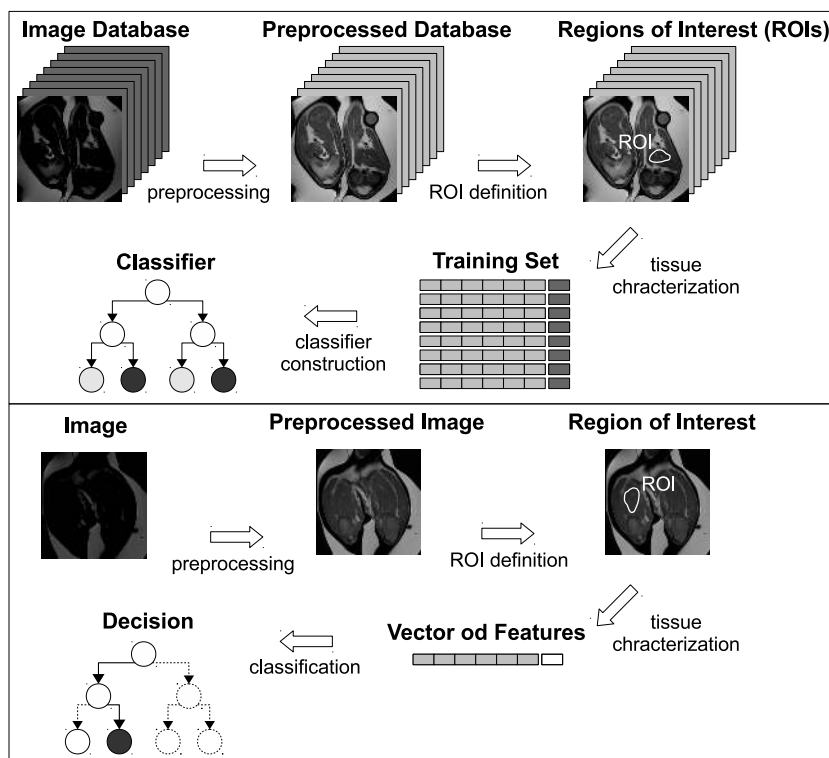 Image Database
Preprocessed Database
Regions of Interest (ROIs)
ROI
preprocessing
ROI definition
tissue
chracterization
Training Set
Classifier
classifier
construction
Image
Preprocessed Image
Region of Interest
ROI
preprocessing
ROI definition
tissue
chracterization
Vector od Features
Decision
classification